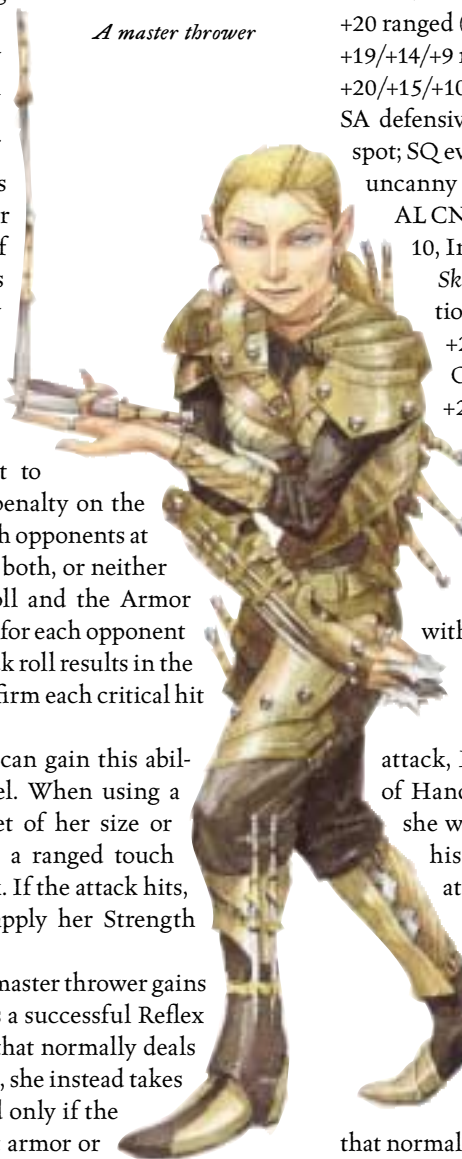 A master thrower
t to
penalty on the
h opponents at
both, or neither
oll and the Armor
for each opponent
k roll results in the
firm each critical hit
can gain this abil-
el. When using a
et of her size or
a ranged touch
. If the attack hits,
pply her Strength
master thrower gains
s a successful Reflex
that normally deals
, she instead takes
d only if the
armor or
+20 ranged (
+19/+14/+9
+20/+15/+10
SA defensiv
spot; SQ ev
uncanny
AL CN
10, In
Sk
tio
+2
C
+2
with
attack, 
of Hand
she w
his
at
that normal